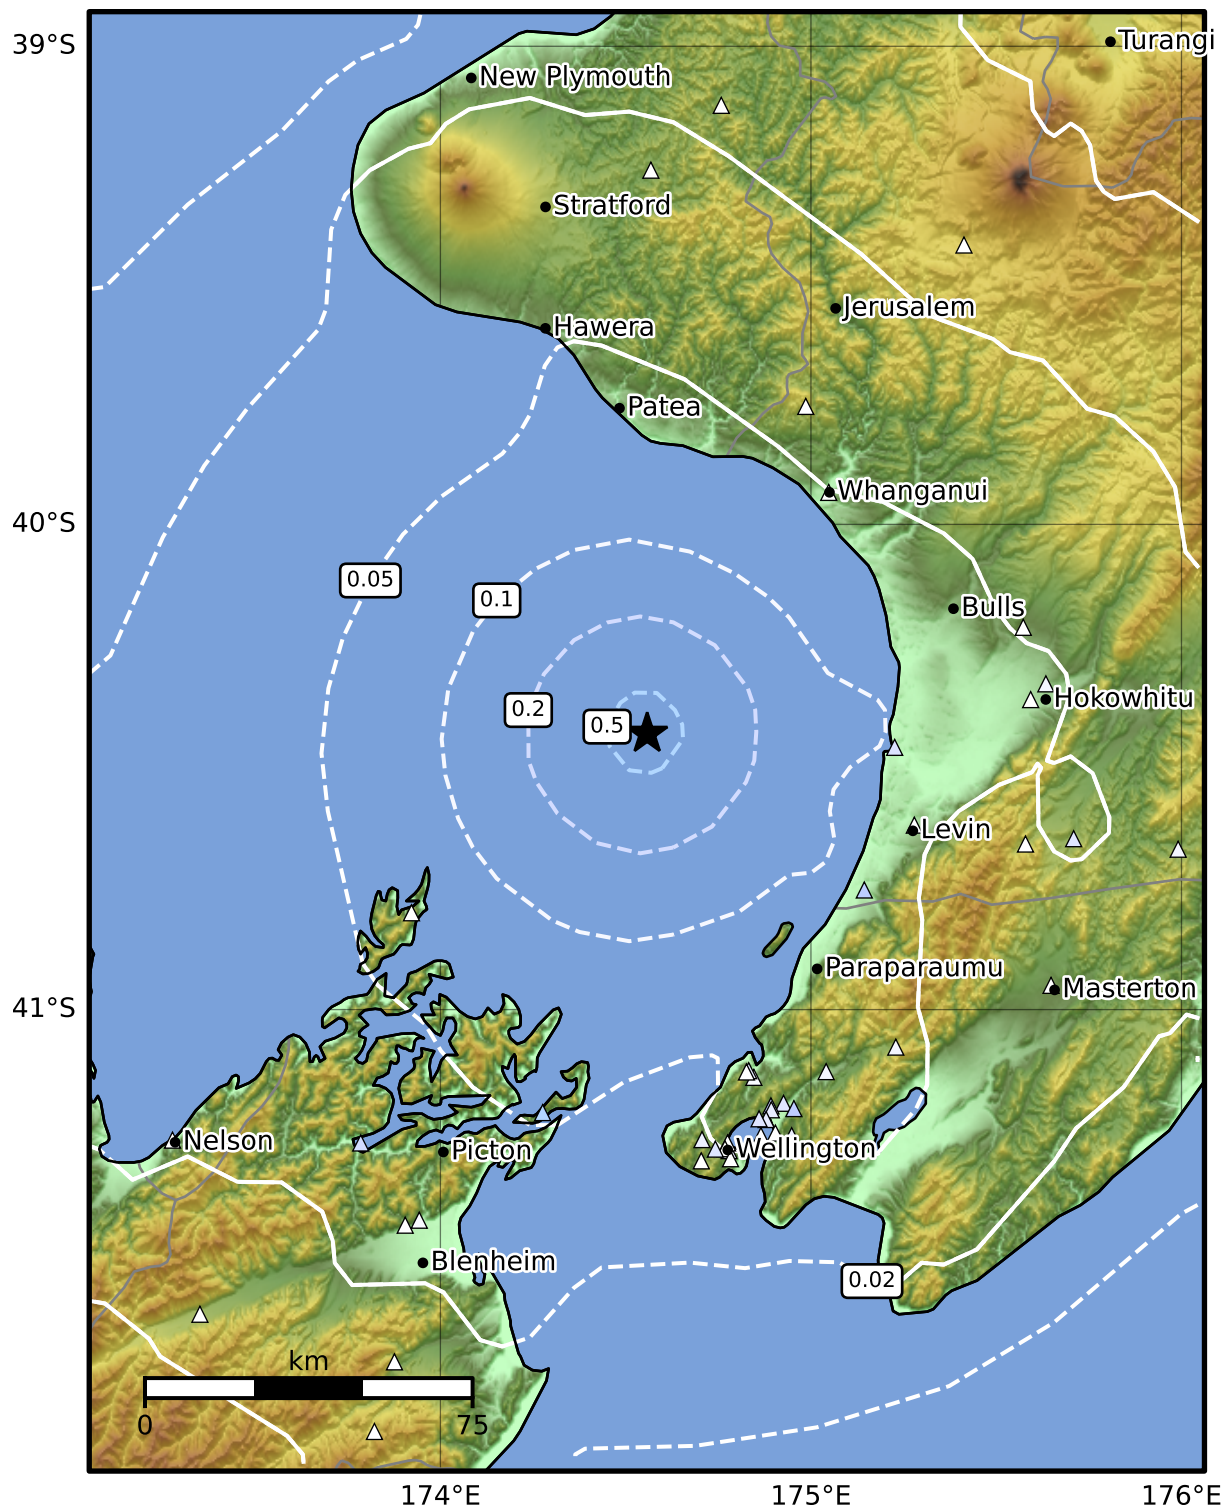 39°S
Turangi
New Plymouth
Stratford
Jerusalem
Hawera
Patea
Whanganui
40°S
0.05
0.1
Bulls
Hokowhitu
0.2
0.5
Levin
Paraparaumu
Masterton
41°S
Nelson
Picton
Wellington
Blenheim
0.02
km
0
75
174°E
175°E
176°E